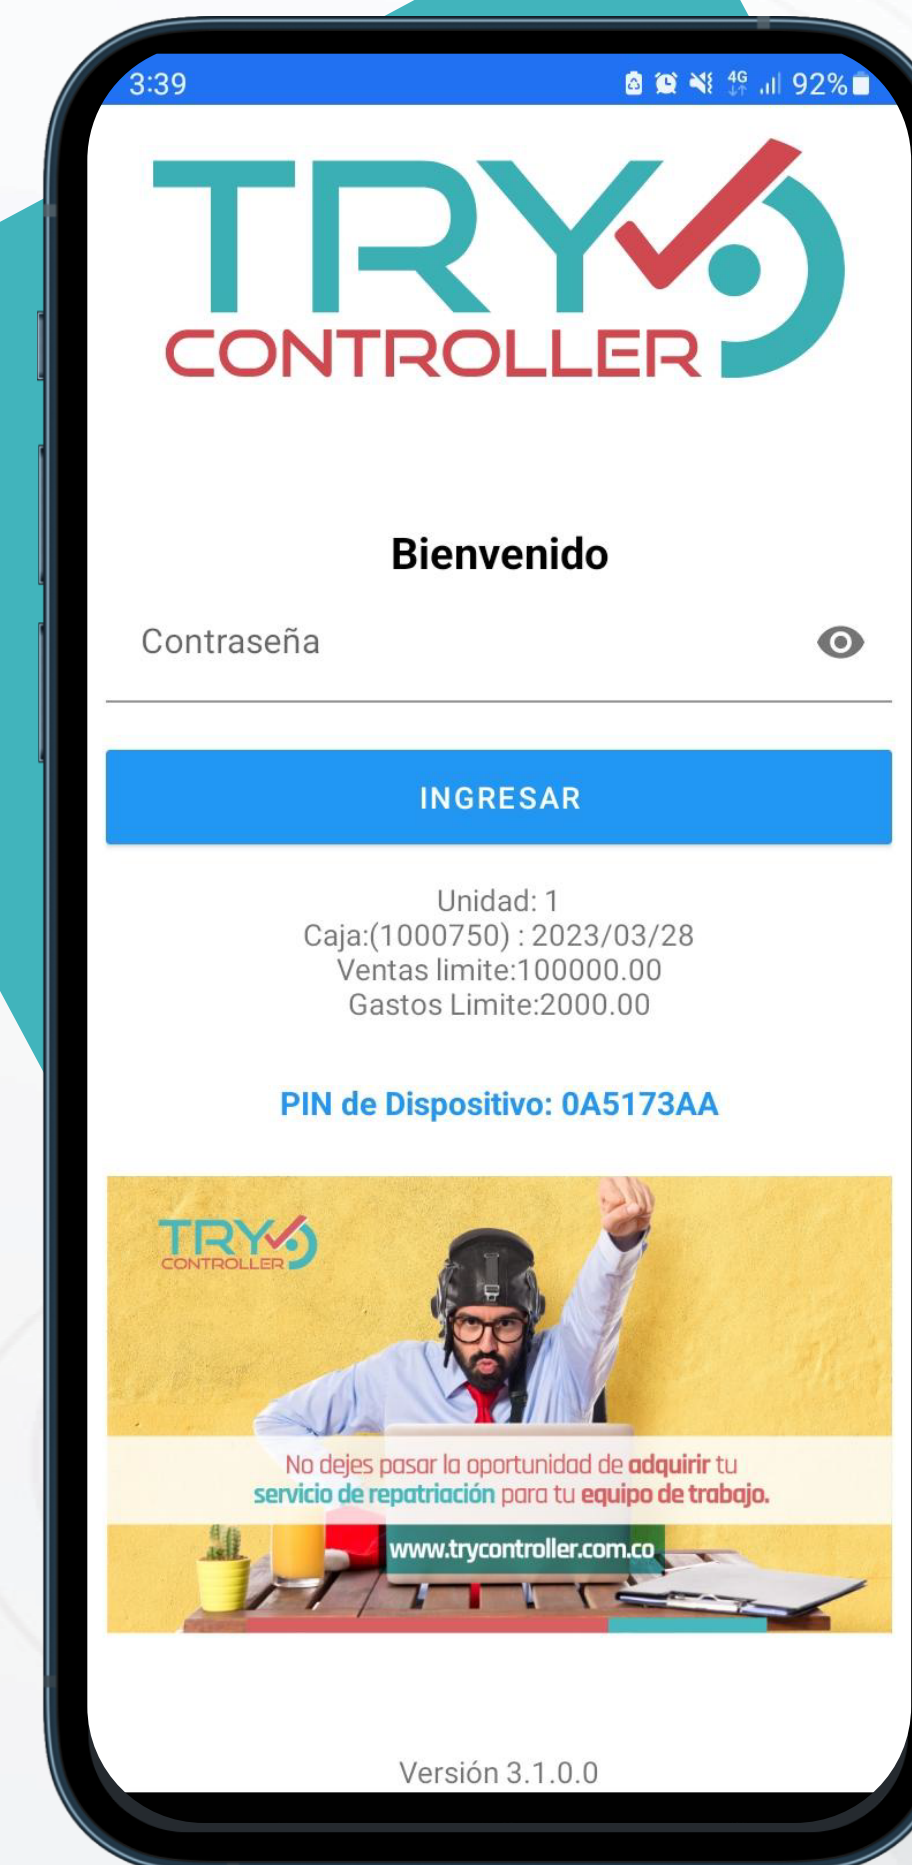 3:39
4G
92%
TRY
CONTROLLER
Bienvenido
Contraseña
INGRESAR
Unidad: 1
Caja:(1000750) : 2023/03/28
Ventas limite:100000.00
Gastos Limite:2000.00
PIN de Dispositivo: 0A5173AA
TRY
CONTROLLER
No dejes pasar la oportunidad de adquirir tu
servicio de repatriación para tu equipo de trabajo.
www.trycontroller.com.co
Versión 3.1.0.0